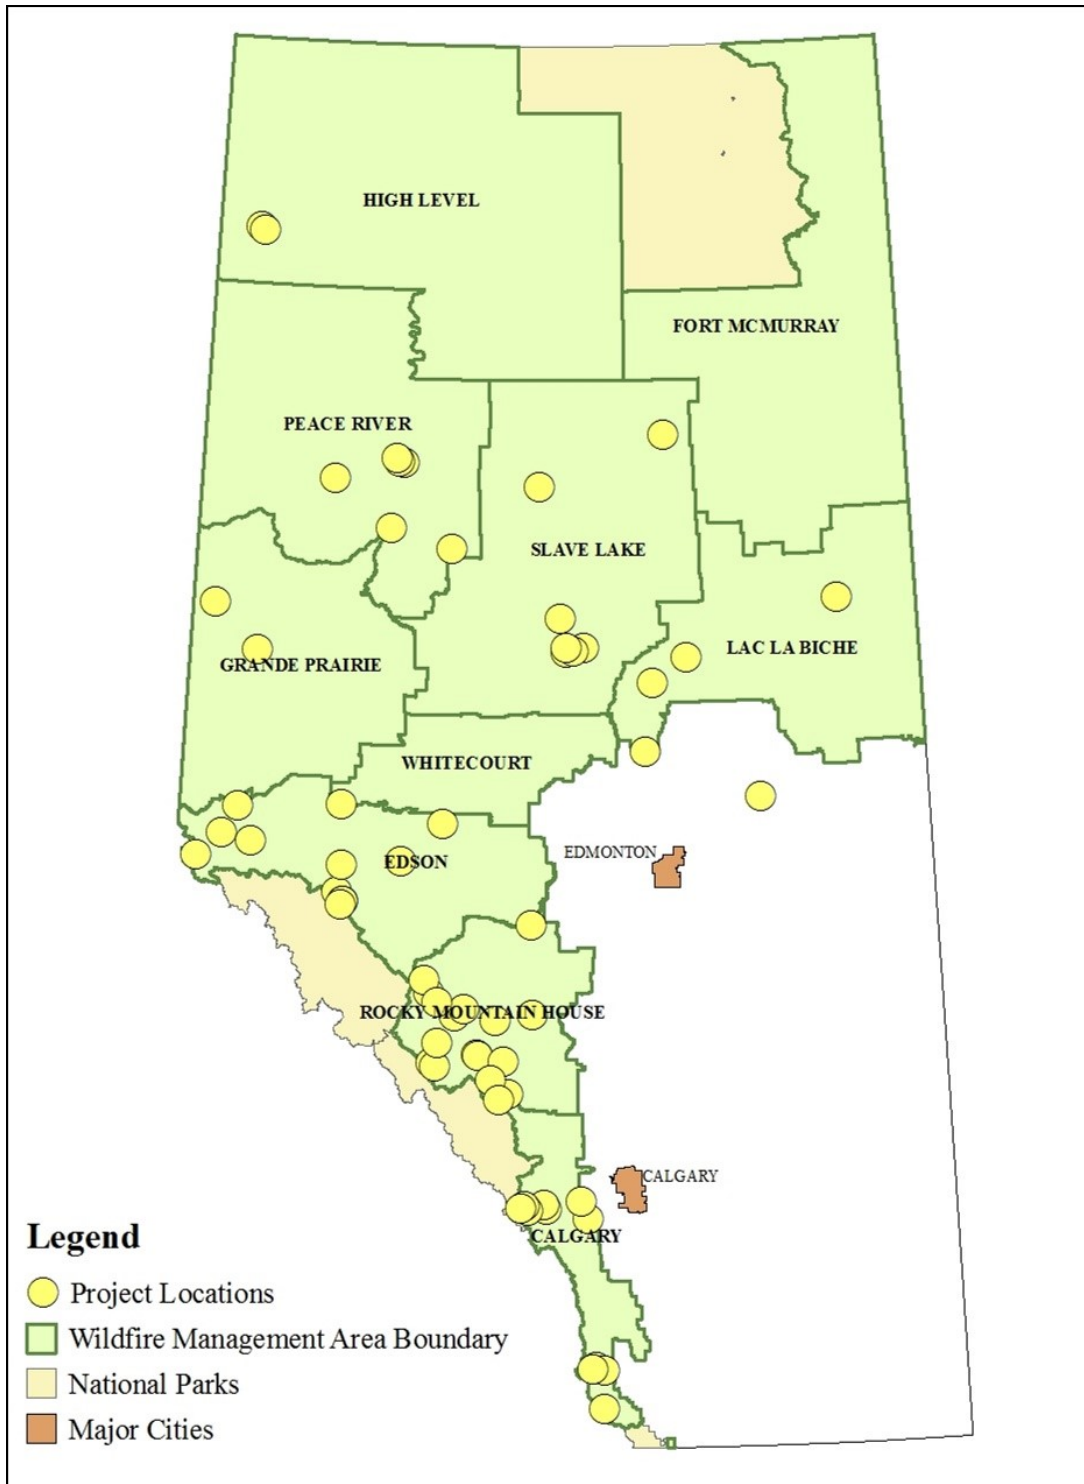 HIGH LEVEL
FORT MCMURRAY
PEACE RIVER
SLAVE LAKE
LAC LA BICHE
GRANDE PRAIRIE
WHITECOURT
EDMONTON
EDSON
ROCKY MOUNTAIN HOUSE
CALGARY
CALGARY
Legend
Project Locations
Wildfire Management Area Boundary
National Parks
Major Cities